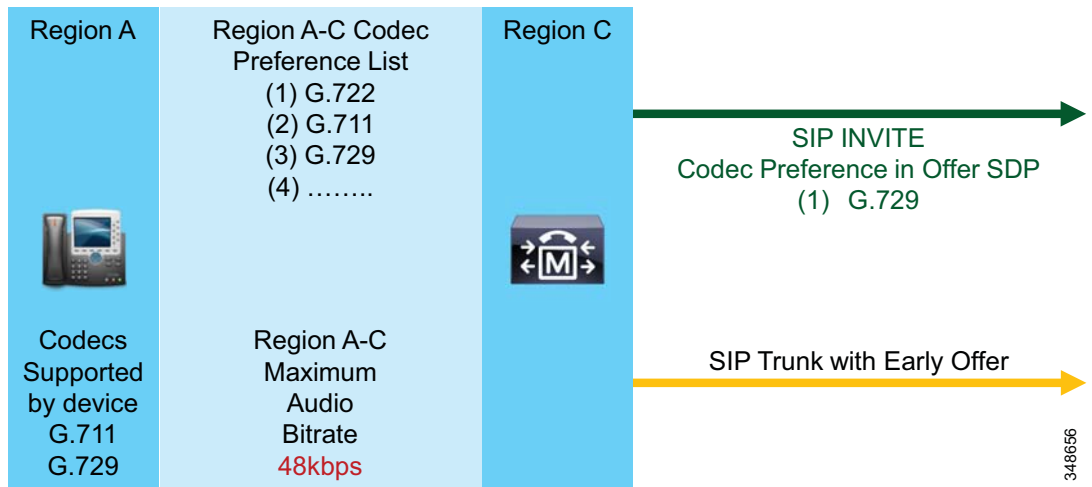 Region A
Region A-C Codec
Preference List
(1) G.722
(2) G.711
(3) G.729
(4) ........
Region C
SIP INVITE
Codec Preference in Offer SDP
(1) G.729
M
Codecs
Supported
by device
G.711
G.729
Region A-C
Maximum
Audio
Bitrate
48kbps
SIP Trunk with Early Offer
348656